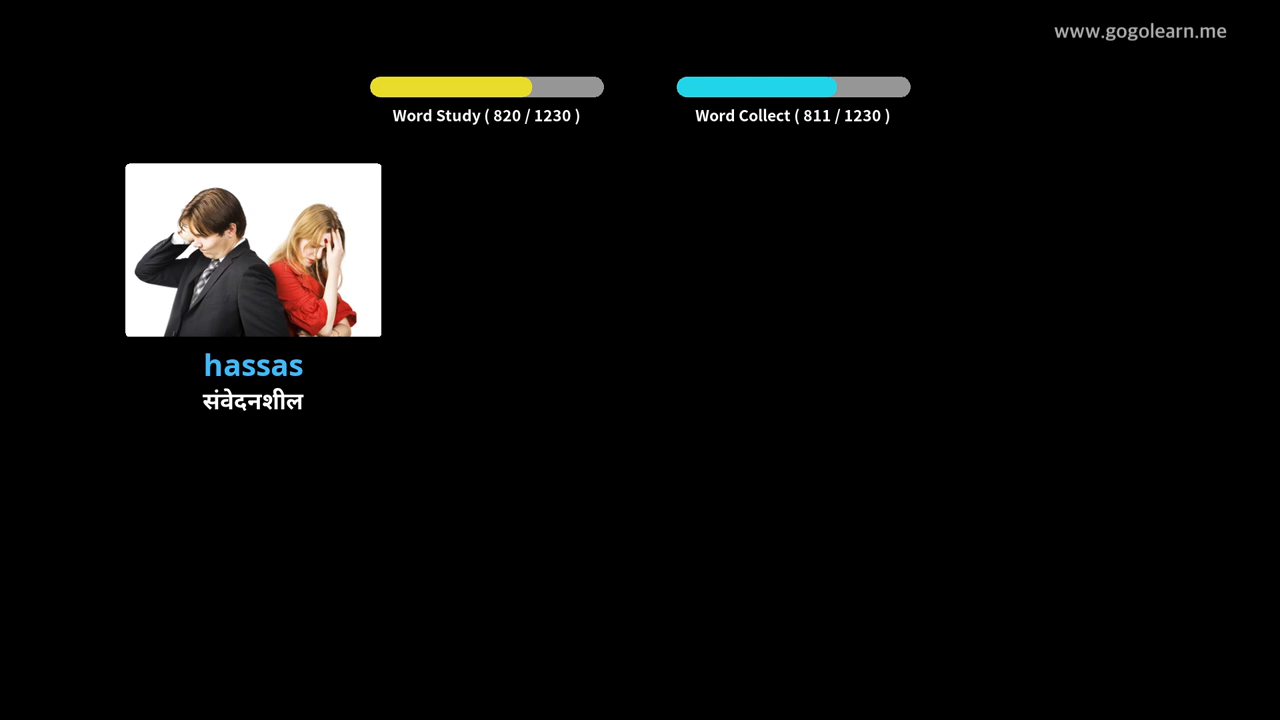 www.gogolearn.me
Word Study ( 820 / 1230 )
Word Collect ( 811 / 1230 )
hassas
संवेदनशील